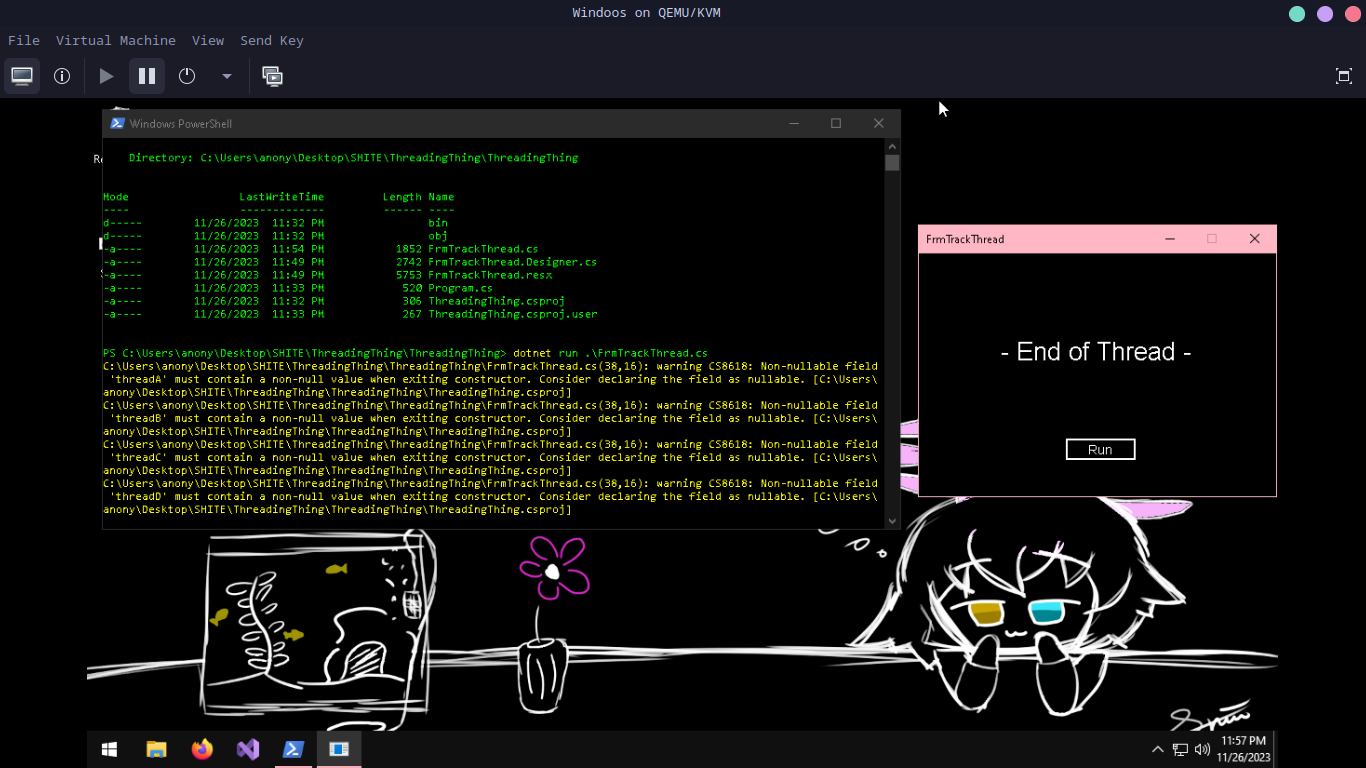 Windoos on QEMU/KVM
File Virtual Machine View Send Key
Windows PowerShell
Directory: C:\Users\anony\Desktop\SHITE\ThreadingThing\ThreadingThing
Mode LastWriteTime Length Name
---- ------------- ------ ----
d----- 11/26/2023 11:32 PM bin
d----- 11/26/2023 11:32 PM obj
-a---- 11/26/2023 11:54 PM 1852 FrmTrackThread.cs
-a---- 11/26/2023 11:49 PM 2742 FrmTrackThread.Designer.cs
-a---- 11/26/2023 11:49 PM 5753 FrmTrackThread.resx
-a---- 11/26/2023 11:33 PM 520 Program.cs
-a---- 11/26/2023 11:32 PM 306 ThreadingThing.csproj
-a---- 11/26/2023 11:33 PM 267 ThreadingThing.csproj.user
PS C:\Users\anony\Desktop\SHITE\ThreadingThing\ThreadingThing> dotnet run .\FrmTrackThread.cs
C:\Users\anony\Desktop\SHITE\ThreadingThing\ThreadingThing\FrmTrackThread.cs(38,16): warning CS8618: Non-nullable field
'threadA' must contain a non-null value when exiting constructor. Consider declaring the field as nullable. [C:\Users\
anony\Desktop\SHITE\ThreadingThing\ThreadingThing\ThreadingThing.csproj]
C:\Users\anony\Desktop\SHITE\ThreadingThing\ThreadingThing\FrmTrackThread.cs(38,16): warning CS8618: Non-nullable field
'threadB' must contain a non-null value when exiting constructor. Consider declaring the field as nullable. [C:\Users\
anony\Desktop\SHITE\ThreadingThing\ThreadingThing\ThreadingThing.csproj]
C:\Users\anony\Desktop\SHITE\ThreadingThing\ThreadingThing\FrmTrackThread.cs(38,16): warning CS8618: Non-nullable field
'threadC' must contain a non-null value when exiting constructor. Consider declaring the field as nullable. [C:\Users\
anony\Desktop\SHITE\ThreadingThing\ThreadingThing\ThreadingThing.csproj]
C:\Users\anony\Desktop\SHITE\ThreadingThing\ThreadingThing\FrmTrackThread.cs(38,16): warning CS8618: Non-nullable field
'threadD' must contain a non-null value when exiting constructor. Consider declaring the field as nullable. [C:\Users\
anony\Desktop\SHITE\ThreadingThing\ThreadingThing\ThreadingThing.csproj]
FrmTrackThread
- End of Thread -
Run
11:57 PM
11/26/2023